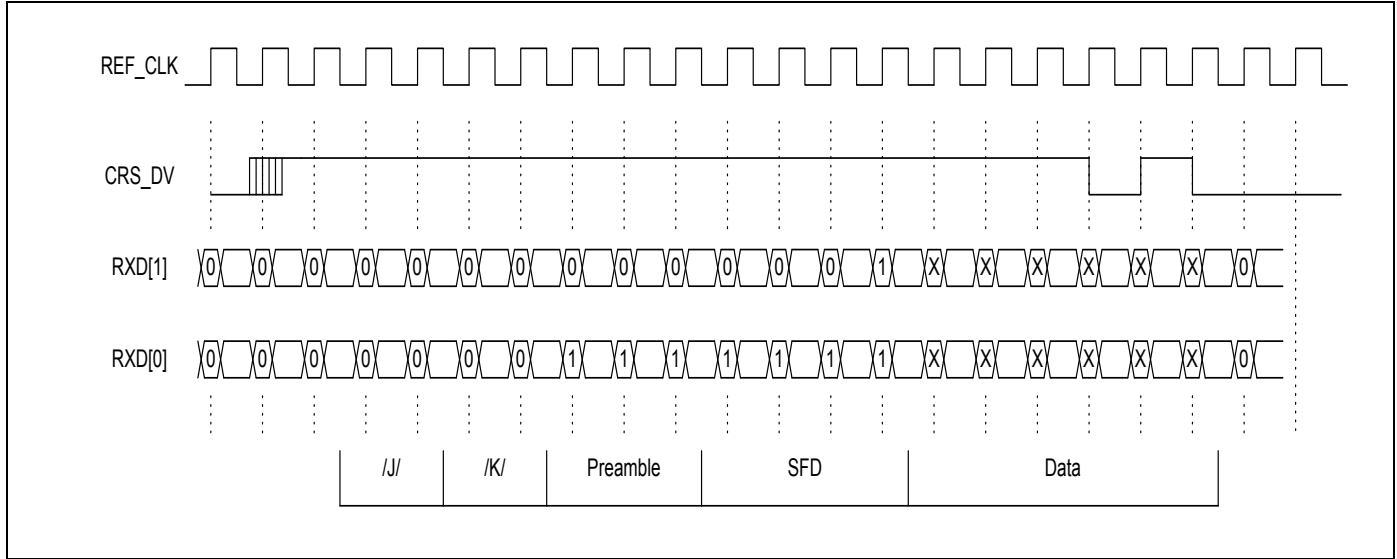 REF_CLK
CRS_DV
RXD[1] 0 0 0 0 0 0 0 0 0 0 0 0 0 1 X X X X X X 0
RXD[0] 0 0 0 0 0 0 0 1 1 1 1 1 1 1 X X X X X X 0
/J/ /K/ Preamble SFD Data